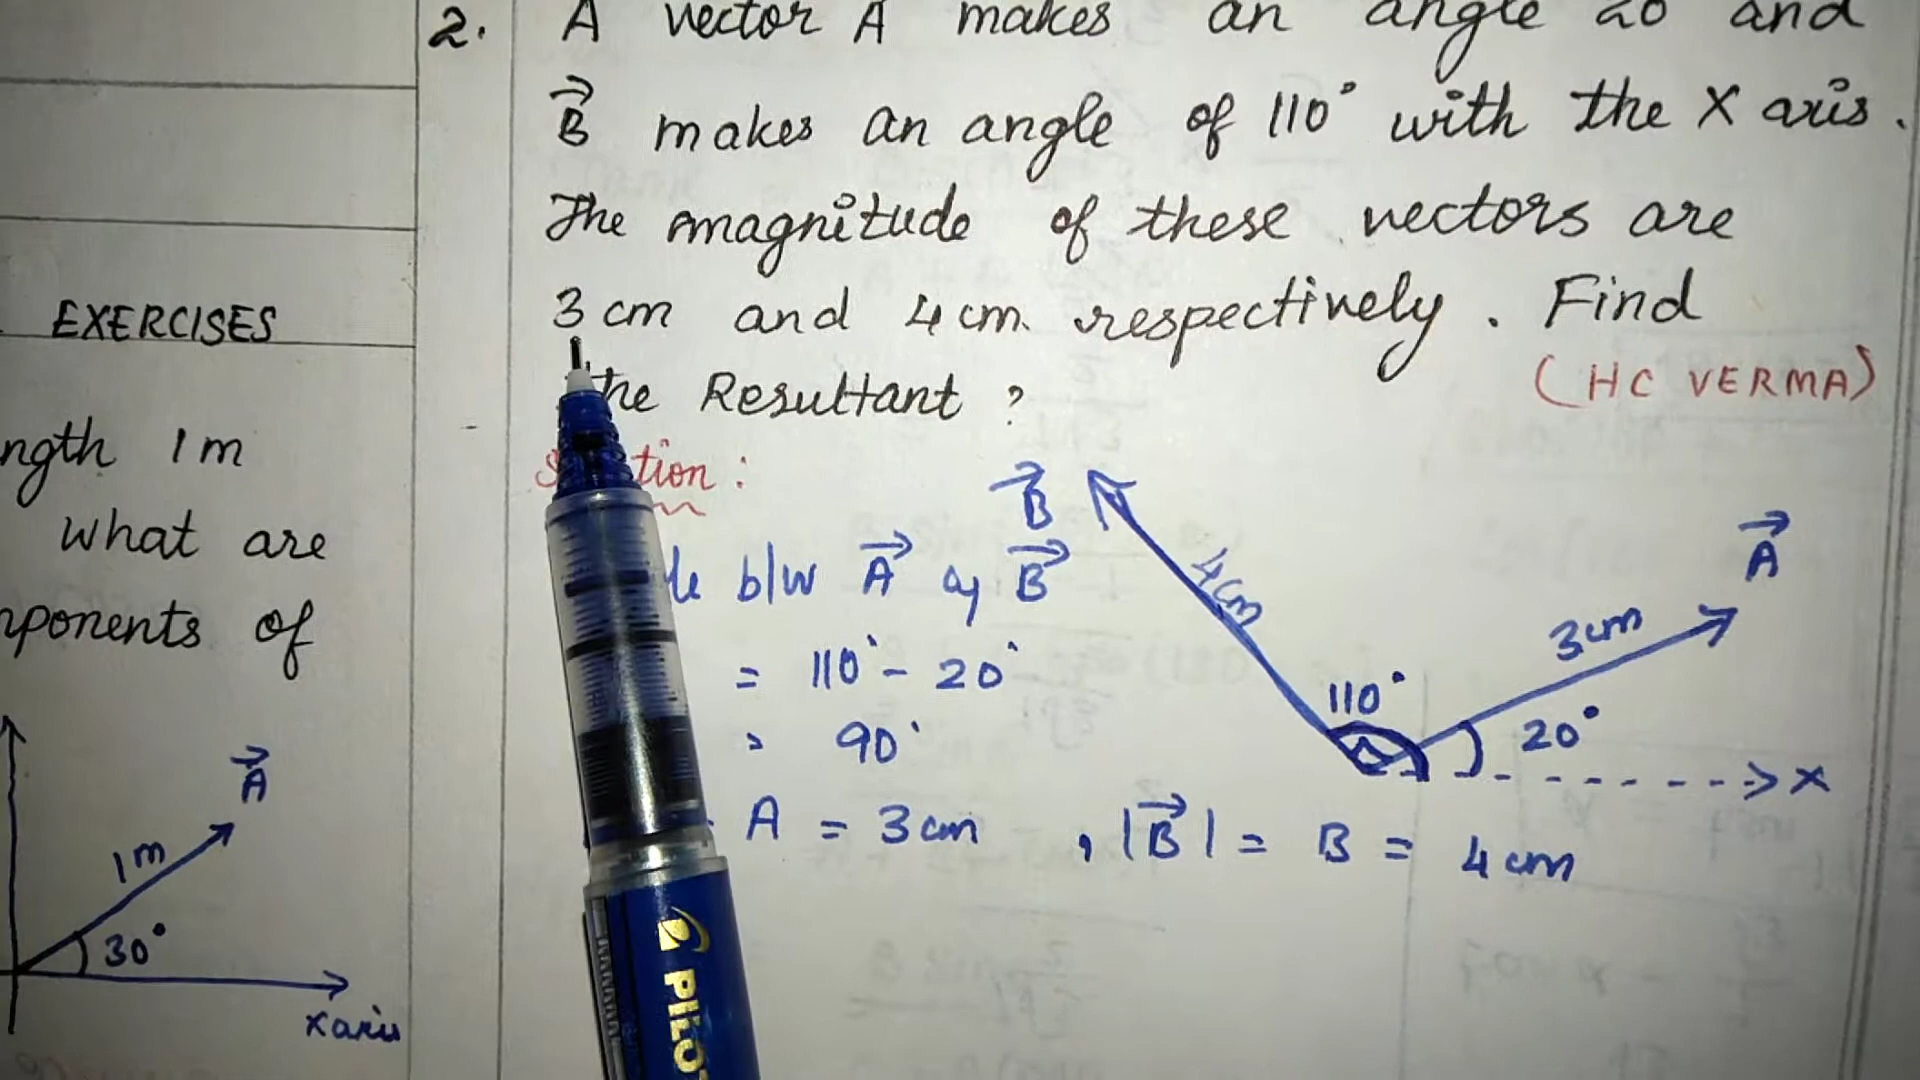 EXERCISES
ngth 1m
What are
ponents of
A
1m
30°
x axis
2. A vector A makes an angle 20 and
B makes an angle of 110° with the X axis.
The magnitude of these vectors are
3 cm and 4 cm respectively. Find
the Resultant ?
(HC VERMA)
tion :
b/w A B
= 110° - 20°
90°
A = 3 cm , |B| = B = 4 cm
B
4cm
A
3cm
110°
20°
x
PILOT